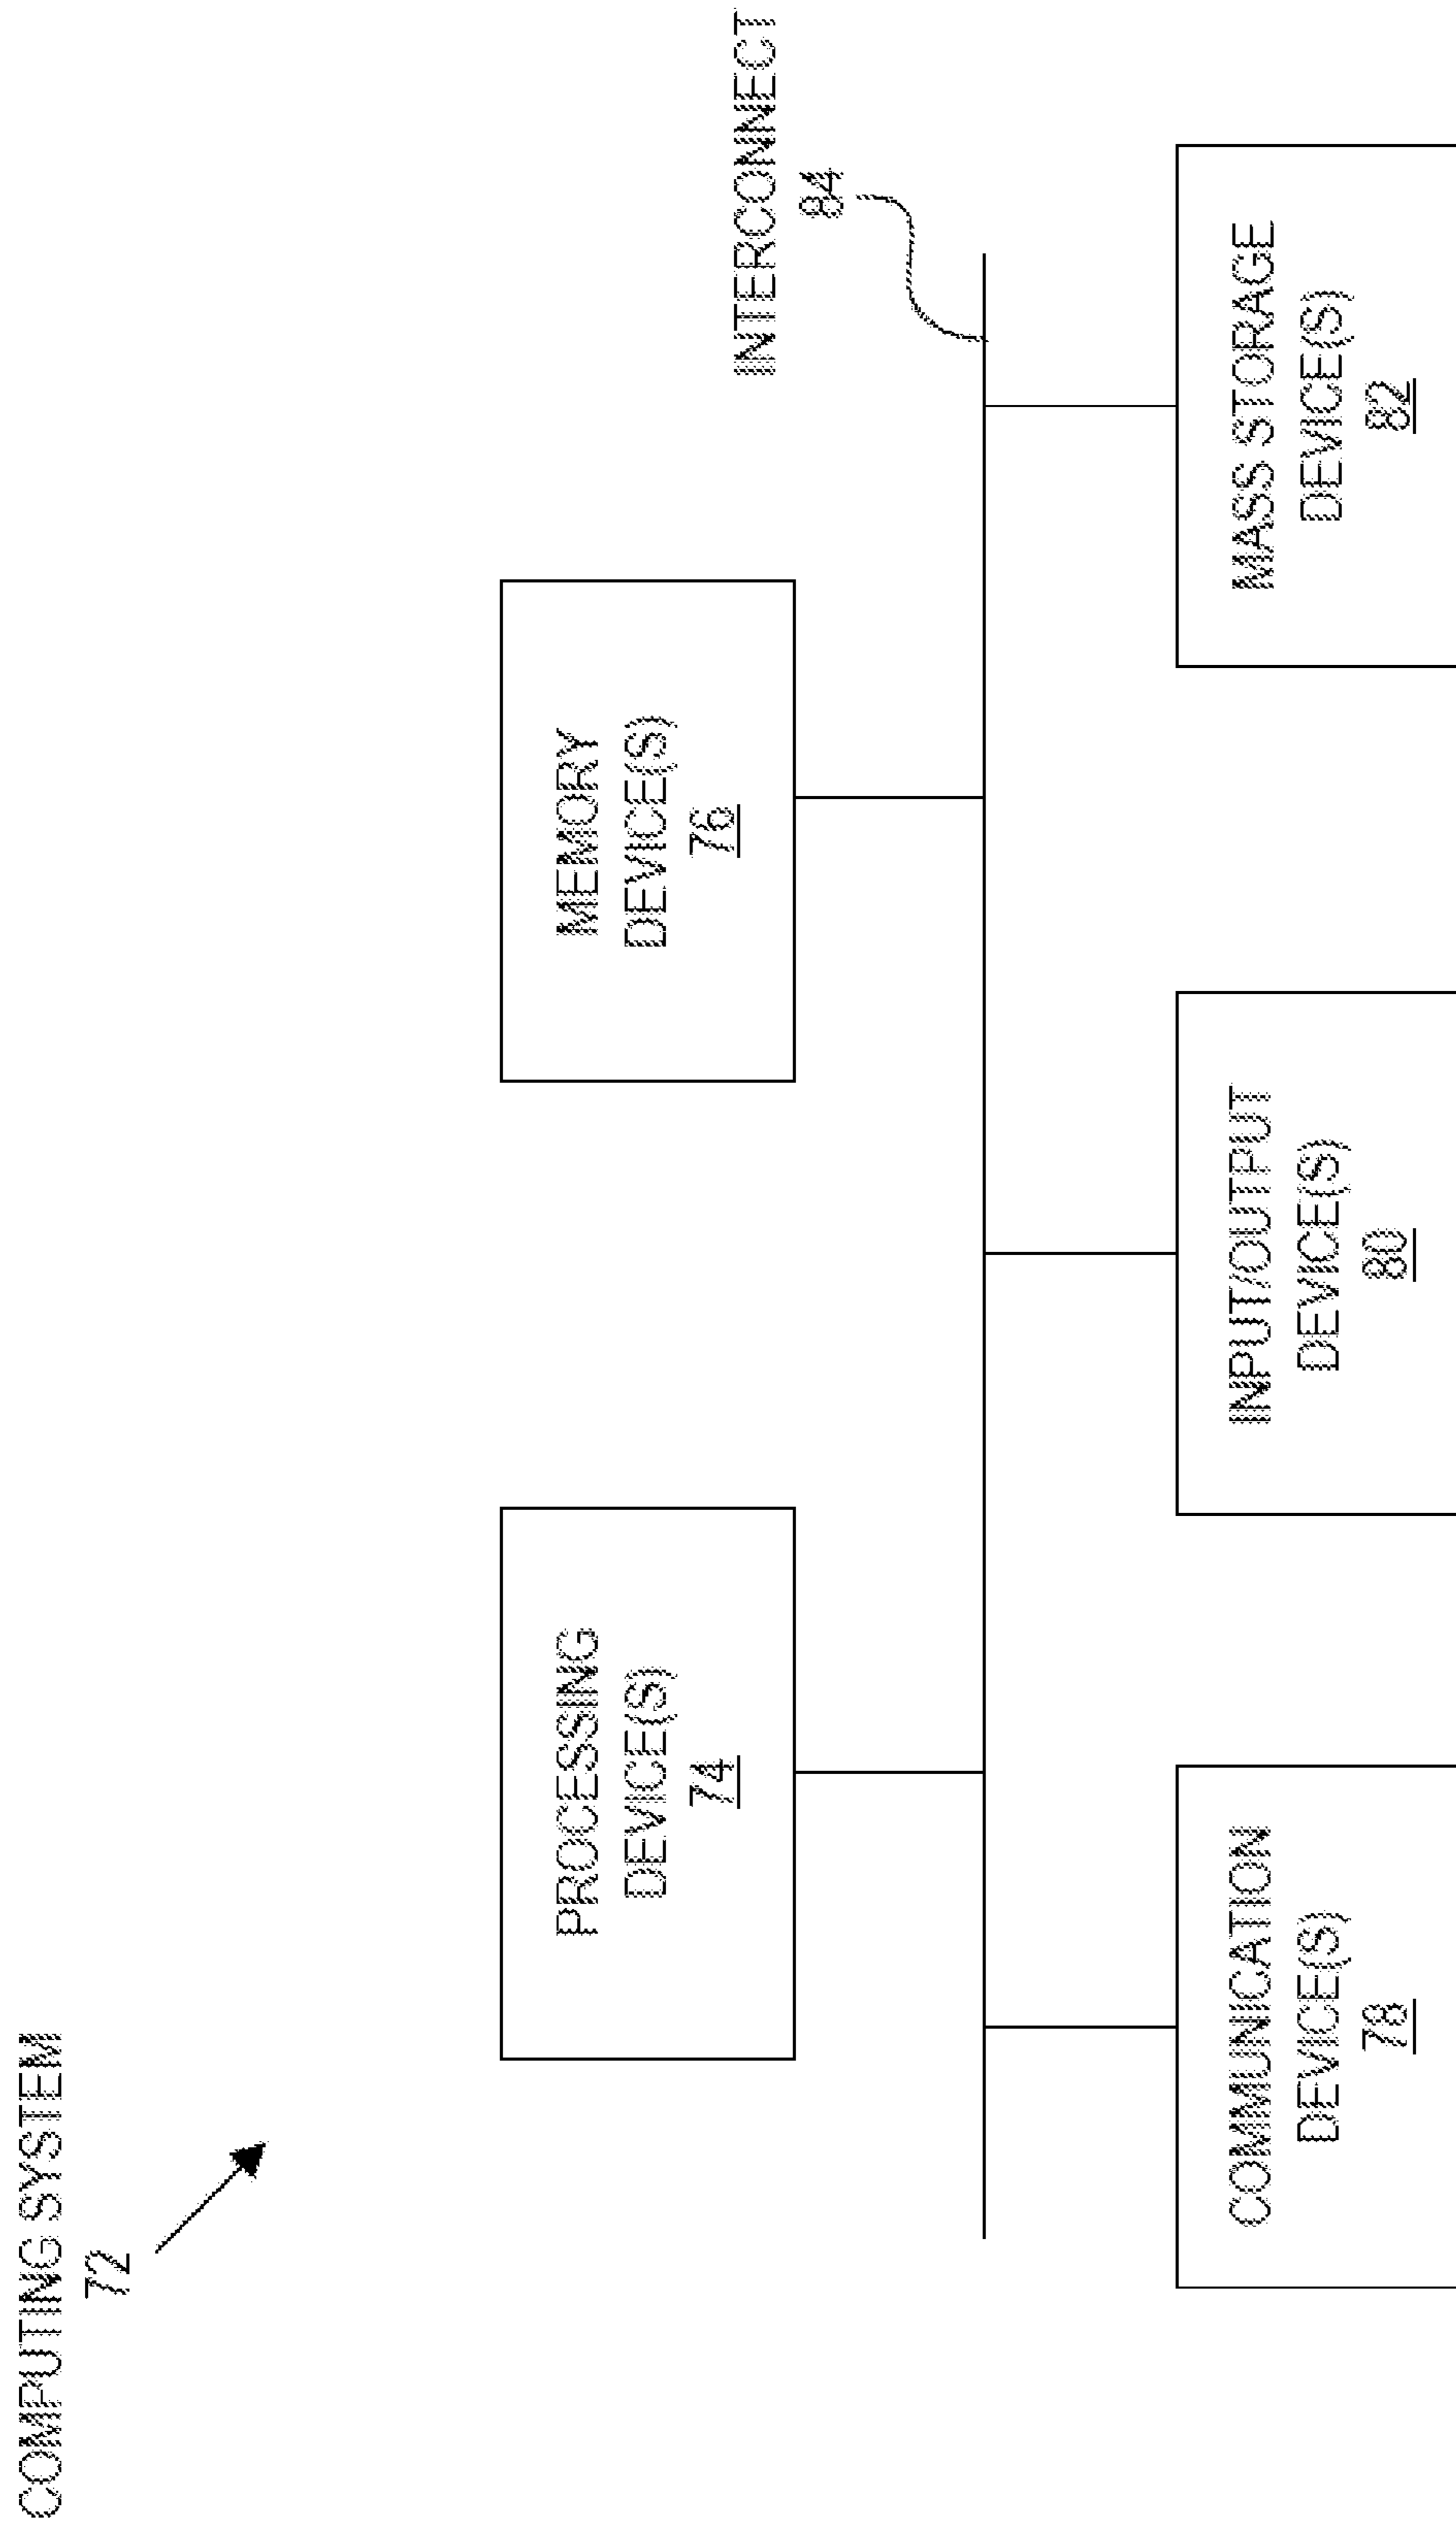 COMPUTING SYSTEM
72
PROCESSING
DEVICE(S)
74
MEMORY
DEVICE(S)
76
INTERCONNECT
84
COMMUNICATION
DEVICE(S)
78
INPUT/OUTPUT
DEVICE(S)
80
MASS STORAGE
DEVICE(S)
82